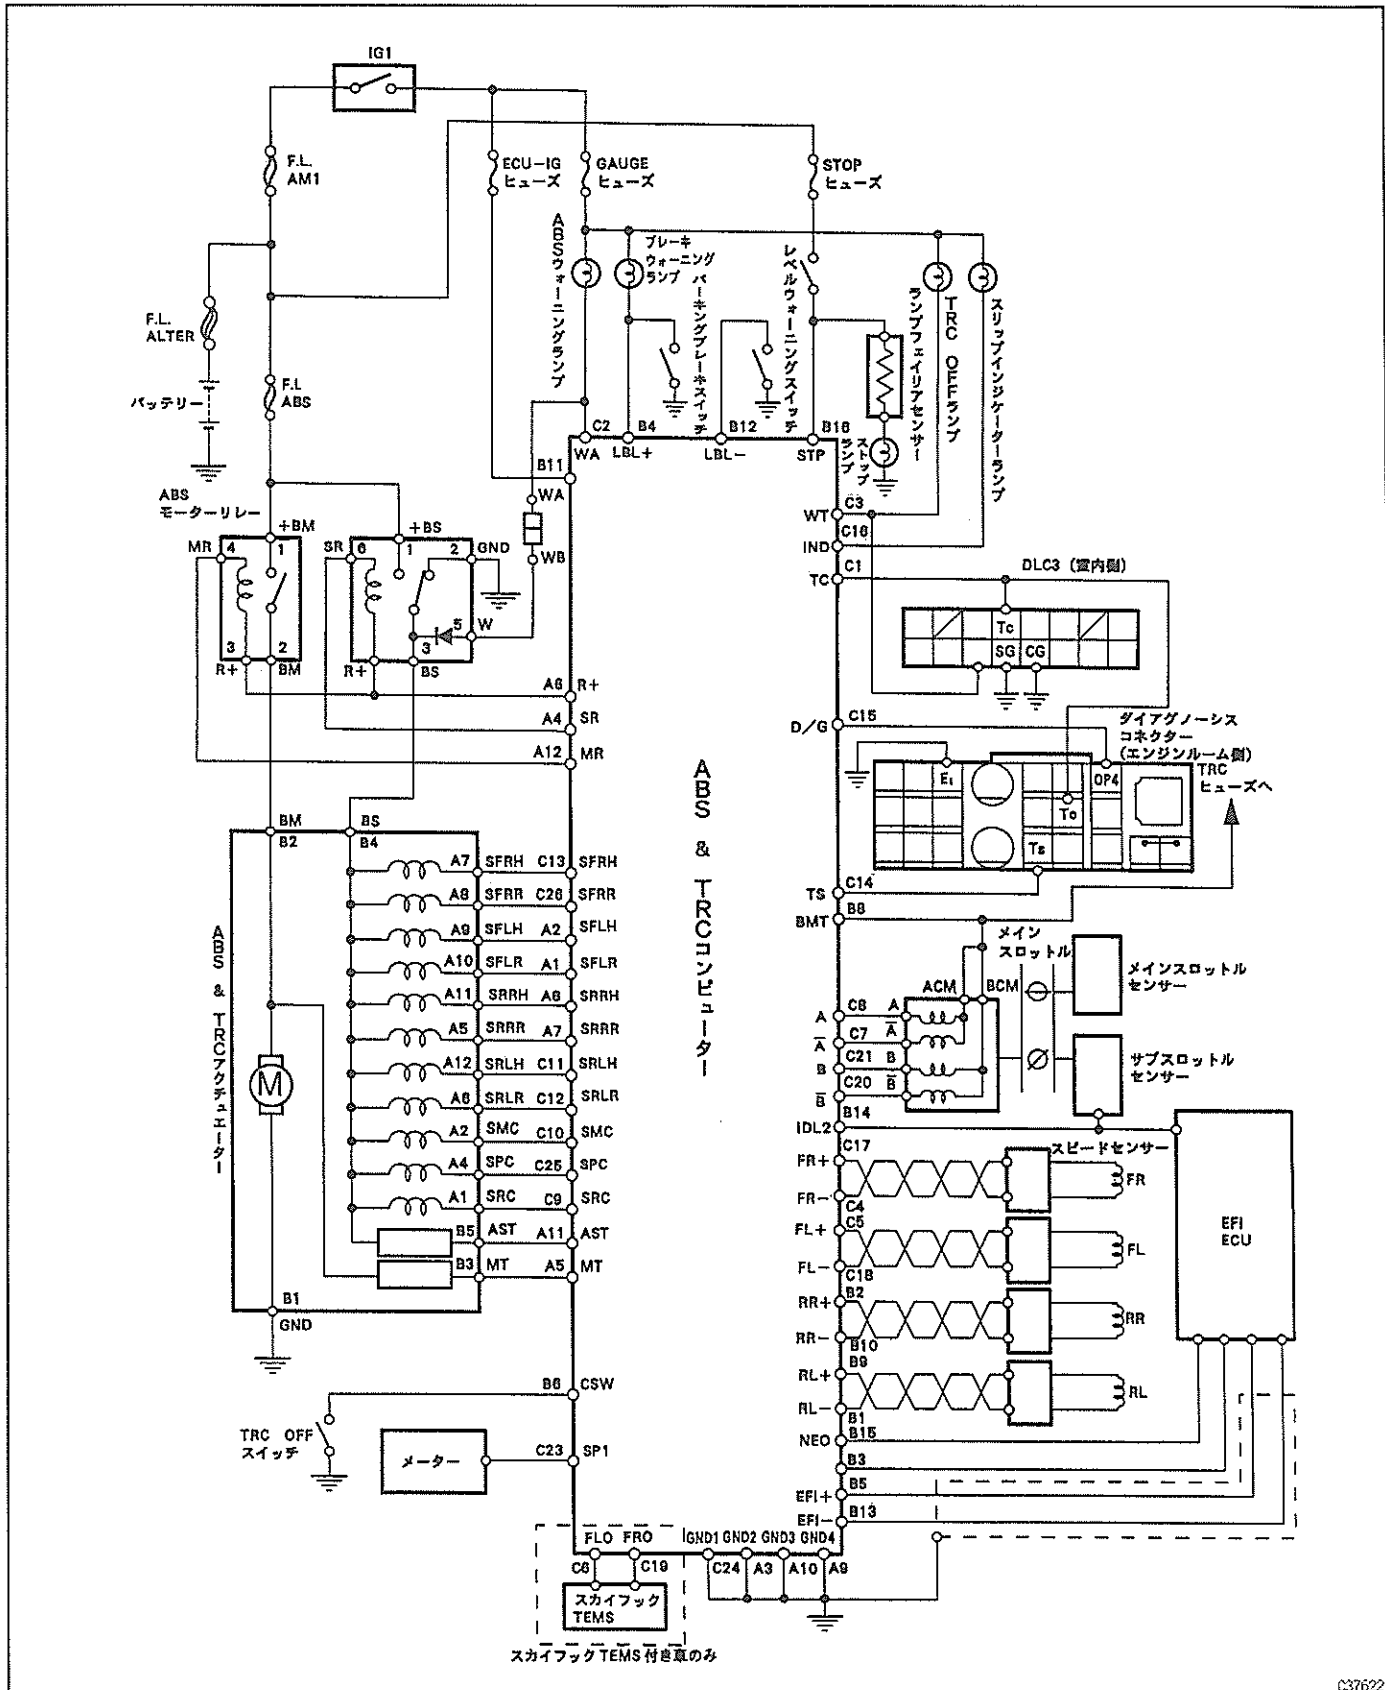 IG1
F.L.
AM1
ECU-IG
ヒューズ
GAUGE
ヒューズ
STOP
ヒューズ
F.L.
ALTER
バッテリー
F.L
ABS
ABSウォーニングランプ
ブレーキ
ウォーニング
ランプ
パーキングブレーキスイッチ
レベルウォーニングスイッチ
ランプフェイリアセンサー
TRC OFFランプ
スリップインジケーターランプ
ストップ
ランプ
C2
B4
B12
B16
WA
LBL+
LBL-
STP
B11
WA
WB
ABS
モーターリレー
+BM
MR
4
1
3
2
R+
BM
+BS
SR
6
1
2
GND
5
W
3
R+
BS
A6
R+
A4
SR
A12
MR
WT
C3
C16
IND
TC
C1
DLC3(室内側)
Tc
SG
CG
D/G
C15
ダイアグノーシス
コネクター
(エンジンルーム側)
E1
OP4
Tc
Ts
TRC
ヒューズへ
TS
C14
BMT
B8
ABS & TRCコンピューター
ABS & TRCアクチュエーター
BM
B2
BS
B4
A7 SFRH C13 SFRH
A8 SFRR C26 SFRR
A9 SFLH A2 SFLH
A10 SFLR A1 SFLR
A11 SRRH A8 SRRH
A5 SRRR A7 SRRR
A12 SRLH C11 SRLH
A6 SRLR C12 SRLR
A2 SMC C10 SMC
A4 SPC C25 SPC
A1 SRC C9 SRC
B5 AST A11 AST
B3 MT A5 MT
M
B1
GND
メイン
スロットル
メインスロットル
センサー
サブスロットル
センサー
ACM
BCM
A C8 A
A̅ C7 A̅
B C21 B
B̅ C20 B̅
IDL2 B14
スピードセンサー
FR+ C17
FR- C4
FR
FL+ C5
FL- C18
FL
RR+ B2
RR- B10
RR
RL+ B9
RL- B1
RL
EFI
ECU
NEO B15
B3
EFI+ B5
EFI- B13
B6 CSW
TRC OFF
スイッチ
メーター
C23 SP1
FLO FRO
C6 C19
スカイフック
TEMS
スカイフックTEMS付き車のみ
GND1 GND2 GND3 GND4
C24 A3 A10 A9
C37622